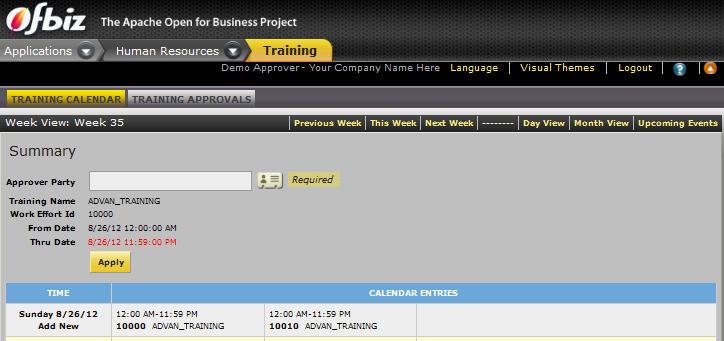 Ofbiz The Apache Open for Business Project
Applications Human Resources Training
Demo Approver - Your Company Name Here Language Visual Themes Logout ?
TRAINING CALENDAR TRAINING APPROVALS
Week View: Week 35 Previous Week This Week Next Week -------- Day View Month View Upcoming Events
Summary
Approver Party Required
Training Name ADVAN_TRAINING
Work Effort Id 10000
From Date 8/26/12 12:00:00 AM
Thru Date 8/26/12 11:59:00 PM
Apply
TIME CALENDAR ENTRIES
Sunday 8/26/12 12:00 AM-11:59 PM 12:00 AM-11:59 PM
Add New 10000 ADVAN_TRAINING 10010 ADVAN_TRAINING